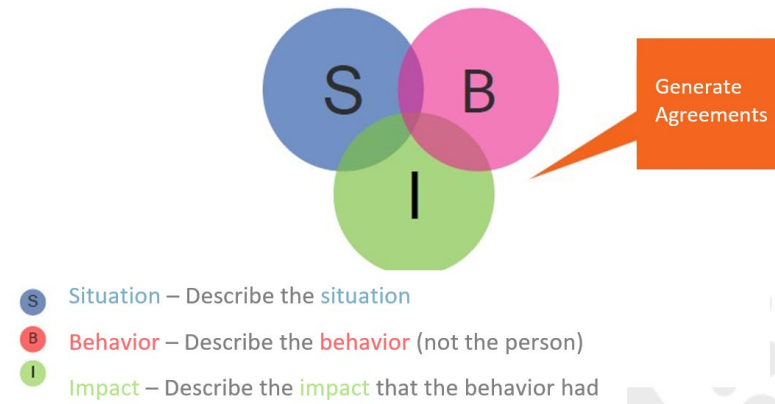 S
B
Generate
Agreements
I
S
Situation – Describe the situation
B
Behavior – Describe the behavior (not the person)
I
Impact – Describe the impact that the behavior had